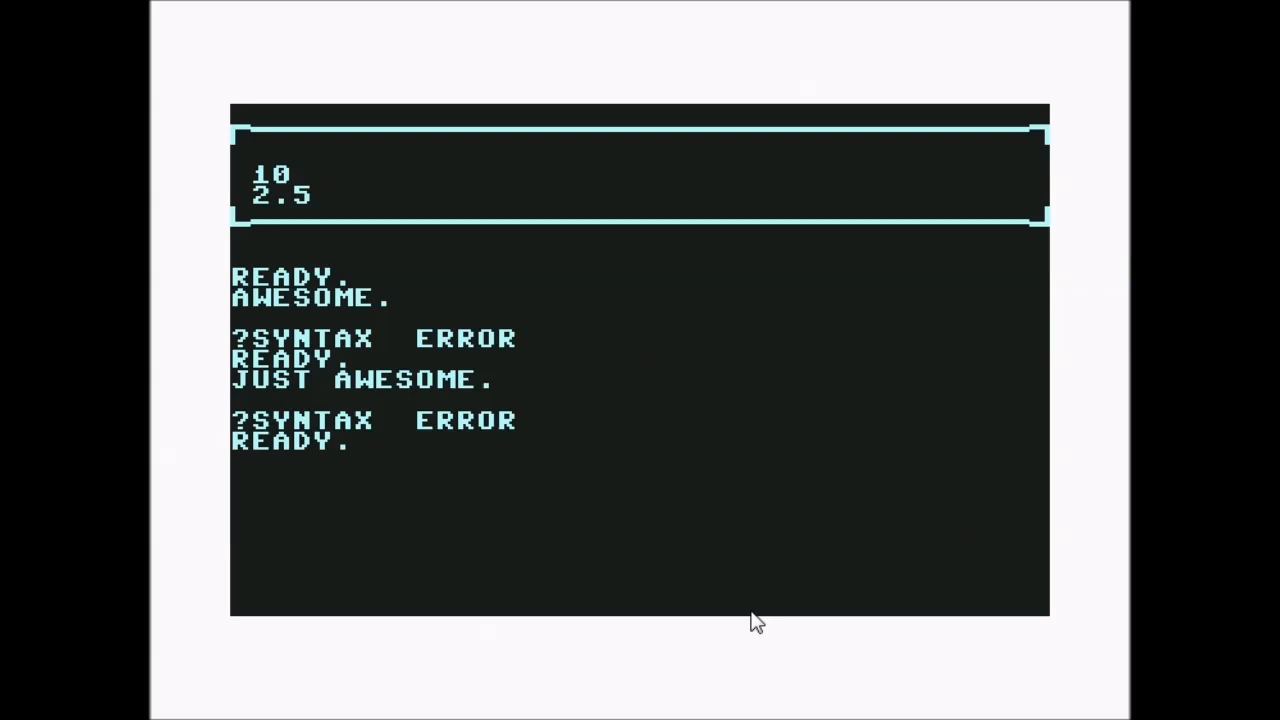 10
2.5
READY.
AWESOME.
?SYNTAX  ERROR
READY.
JUST AWESOME.
?SYNTAX  ERROR
READY.